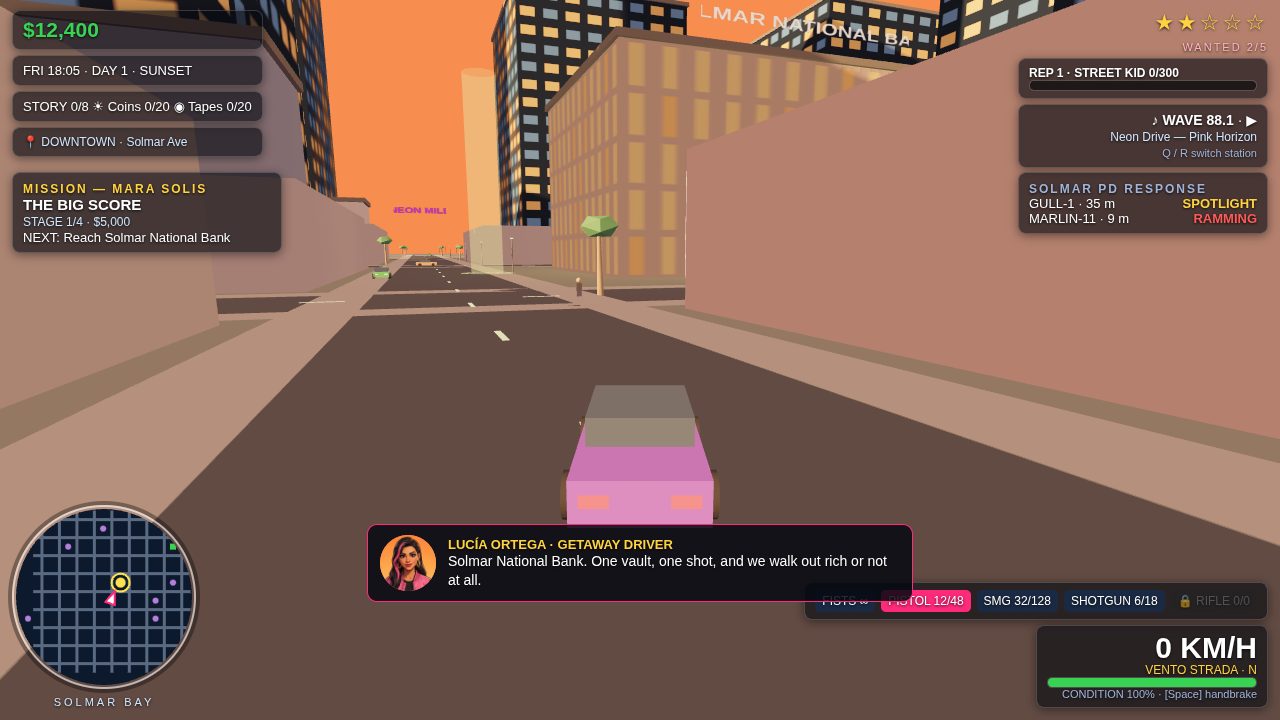 $12,400
FRI 18:05 · DAY 1 · SUNSET
STORY 0/8 ☀ Coins 0/20 ◉ Tapes 0/20
📍 DOWNTOWN · Solmar Ave
MISSION — MARA SOLIS
THE BIG SCORE
STAGE 1/4 · $5,000
NEXT: Reach Solmar National Bank
LMAR NATIONAL BA
NEON MIL
★★☆☆☆
WANTED 2/5
REP 1 · STREET KID 0/300
♪ WAVE 88.1 · ▶
Neon Drive — Pink Horizon
Q / R switch station
SOLMAR PD RESPONSE
GULL-1 · 35 m SPOTLIGHT
MARLIN-11 · 9 m RAMMING
LUCÍA ORTEGA · GETAWAY DRIVER
Solmar National Bank. One vault, one shot, and we walk out rich or not
at all.
FISTS ∞ PISTOL 12/48 SMG 32/128 SHOTGUN 6/18 🔒 RIFLE 0/0
0 KM/H
VENTO STRADA · N
CONDITION 100% · [Space] handbrake
SOLMAR BAY